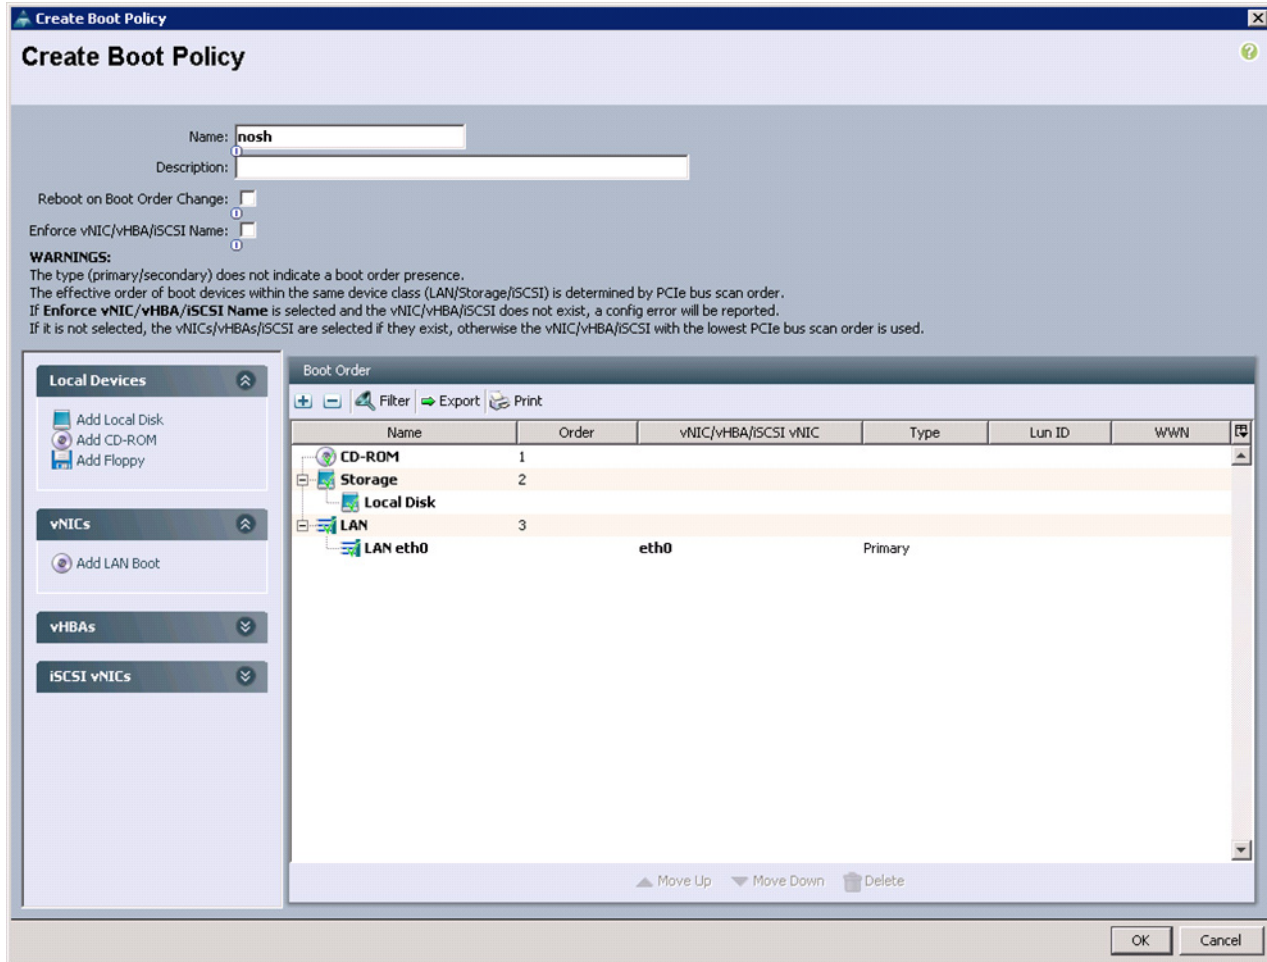 Create Boot Policy
Create Boot Policy
Name: nosh
Description:
Reboot on Boot Order Change:
Enforce vNIC/vHBA/iSCSI Name:
WARNINGS:
The type (primary/secondary) does not indicate a boot order presence.
The effective order of boot devices within the same device class (LAN/Storage/iSCSI) is determined by PCIe bus scan order.
If Enforce vNIC/vHBA/iSCSI Name is selected and the vNIC/vHBA/iSCSI does not exist, a config error will be reported.
If it is not selected, the vNICs/vHBAs/iSCSI are selected if they exist, otherwise the vNIC/vHBA/iSCSI with the lowest PCIe bus scan order is used.
Local Devices
Add Local Disk
Add CD-ROM
Add Floppy
vNICs
Add LAN Boot
vHBAs
iSCSI vNICs
Boot Order
Filter Export Print
Name Order vNIC/vHBA/iSCSI vNIC Type Lun ID WWN
CD-ROM 1
Storage 2
Local Disk
LAN 3
LAN eth0 eth0 Primary
Move Up Move Down Delete
OK Cancel